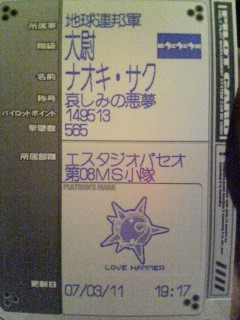 所属軍 地球連邦軍
階級 大尉
名前 ナオキ・サク
称号 哀しみの悪夢
パイロットポイント 149513
撃墜数 565
所属部隊 エスタジオパセオ
第08MS小隊
PLATOON'S MARK
LOVE HAMMER
更新日 07/03/11 19:17
PILOT CARD